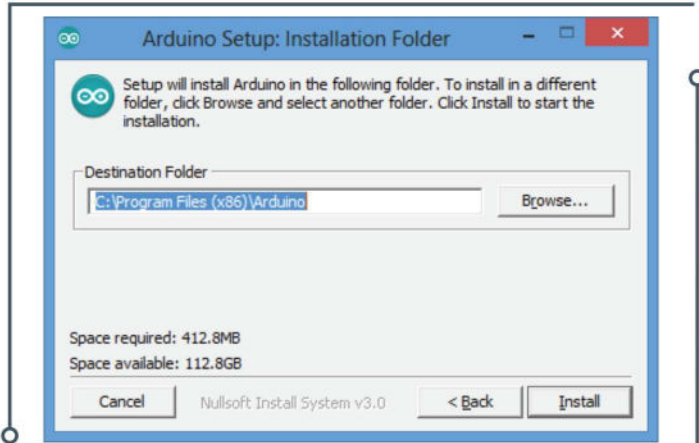 Arduino Setup: Installation Folder
Setup will install Arduino in the following folder. To install in a different
folder, click Browse and select another folder. Click Install to start the
installation.
Destination Folder
C:\Program Files (x86)\Arduino
Browse...
Space required: 412.8MB
Space available: 112.8GB
Cancel
Nullsoft Install System v3.0
< Back
Install